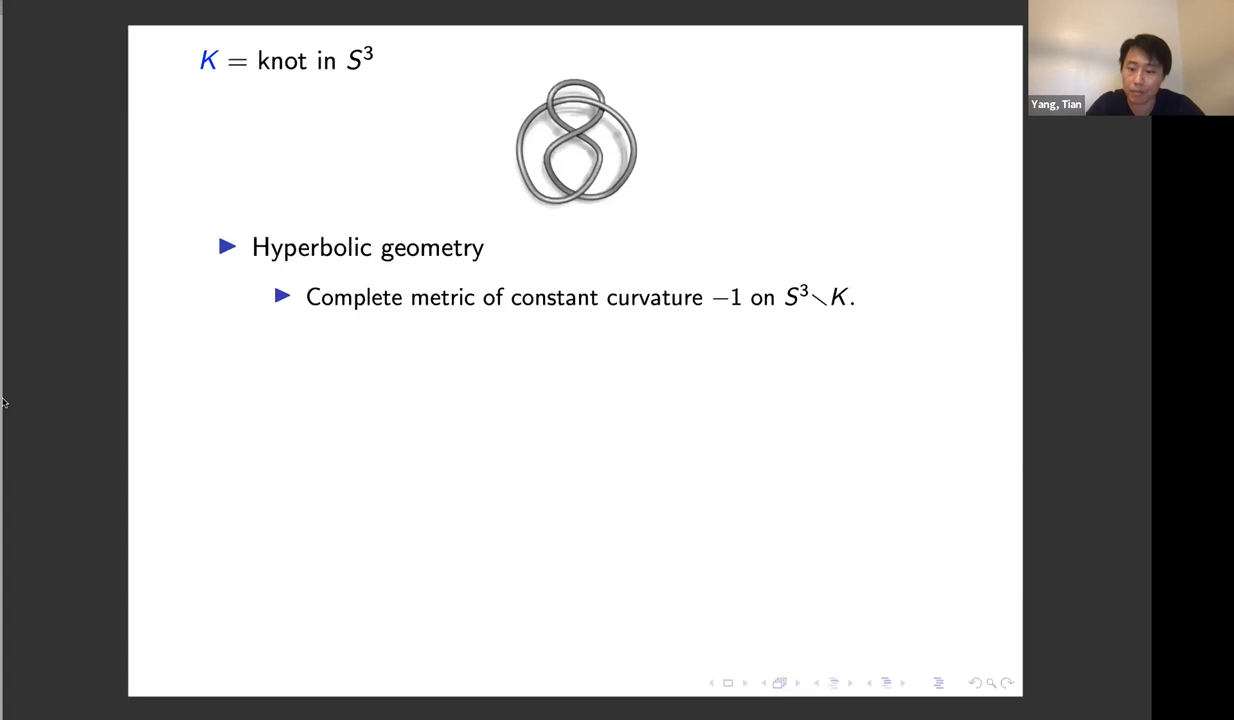 K = knot in S³
Yang, Tian
Hyperbolic geometry
Complete metric of constant curvature −1 on S³∖K.